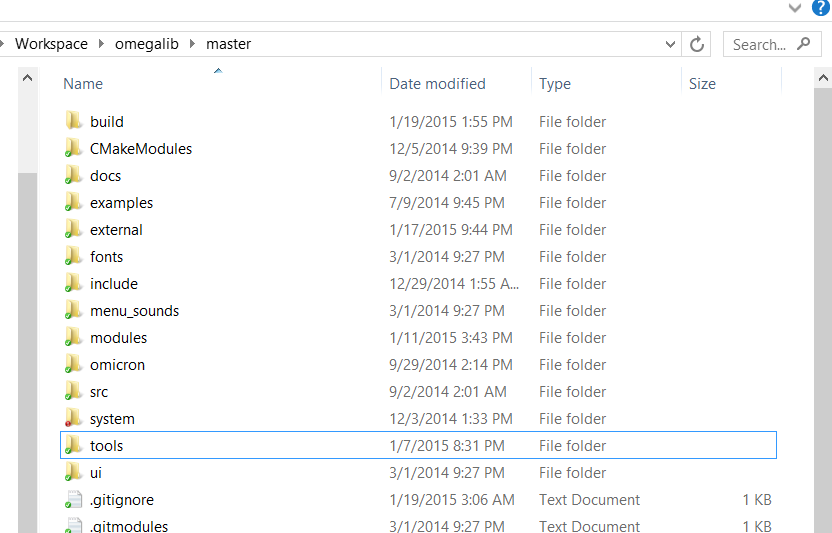 ?
Workspace omegalib master Search...
Name Date modified Type Size
build 1/19/2015 1:55 PM File folder
CMakeModules 12/5/2014 9:39 PM File folder
docs 9/2/2014 2:01 AM File folder
examples 7/9/2014 9:45 PM File folder
external 1/17/2015 9:44 PM File folder
fonts 3/1/2014 9:27 PM File folder
include 12/29/2014 1:55 A... File folder
menu_sounds 3/1/2014 9:27 PM File folder
modules 1/11/2015 3:43 PM File folder
omicron 9/29/2014 2:14 PM File folder
src 9/2/2014 2:01 AM File folder
system 12/3/2014 1:33 PM File folder
tools 1/7/2015 8:31 PM File folder
ui 3/1/2014 9:27 PM File folder
.gitignore 1/19/2015 3:06 AM Text Document 1 KB
.gitmodules 3/1/2014 9:27 PM Text Document 1 KB